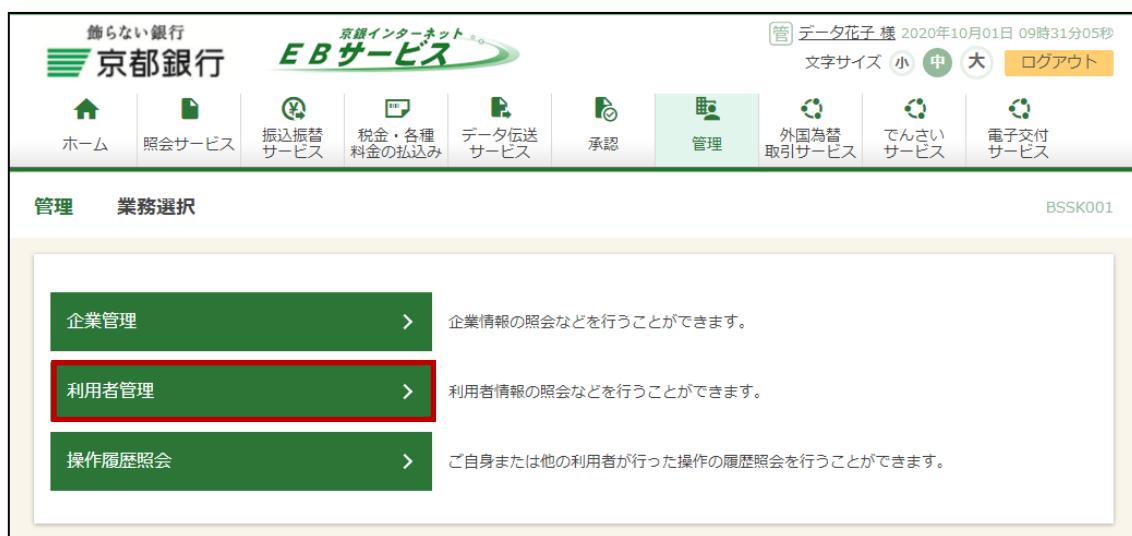 飾らない銀行
京都銀行
京銀インターネット
EBサービス
管 データ花子 様 2020年10月01日 09時31分05秒
文字サイズ 小 中 大 ログアウト
ホーム
照会サービス
振込振替
サービス
税金・各種
料金の払込み
データ伝送
サービス
承認
管理
外国為替
取引サービス
でんさい
サービス
電子交付
サービス
管理 業務選択 BSSK001
企業管理 企業情報の照会などを行うことができます。
利用者管理 利用者情報の照会などを行うことができます。
操作履歴照会 ご自身または他の利用者が行った操作の履歴照会を行うことができます。